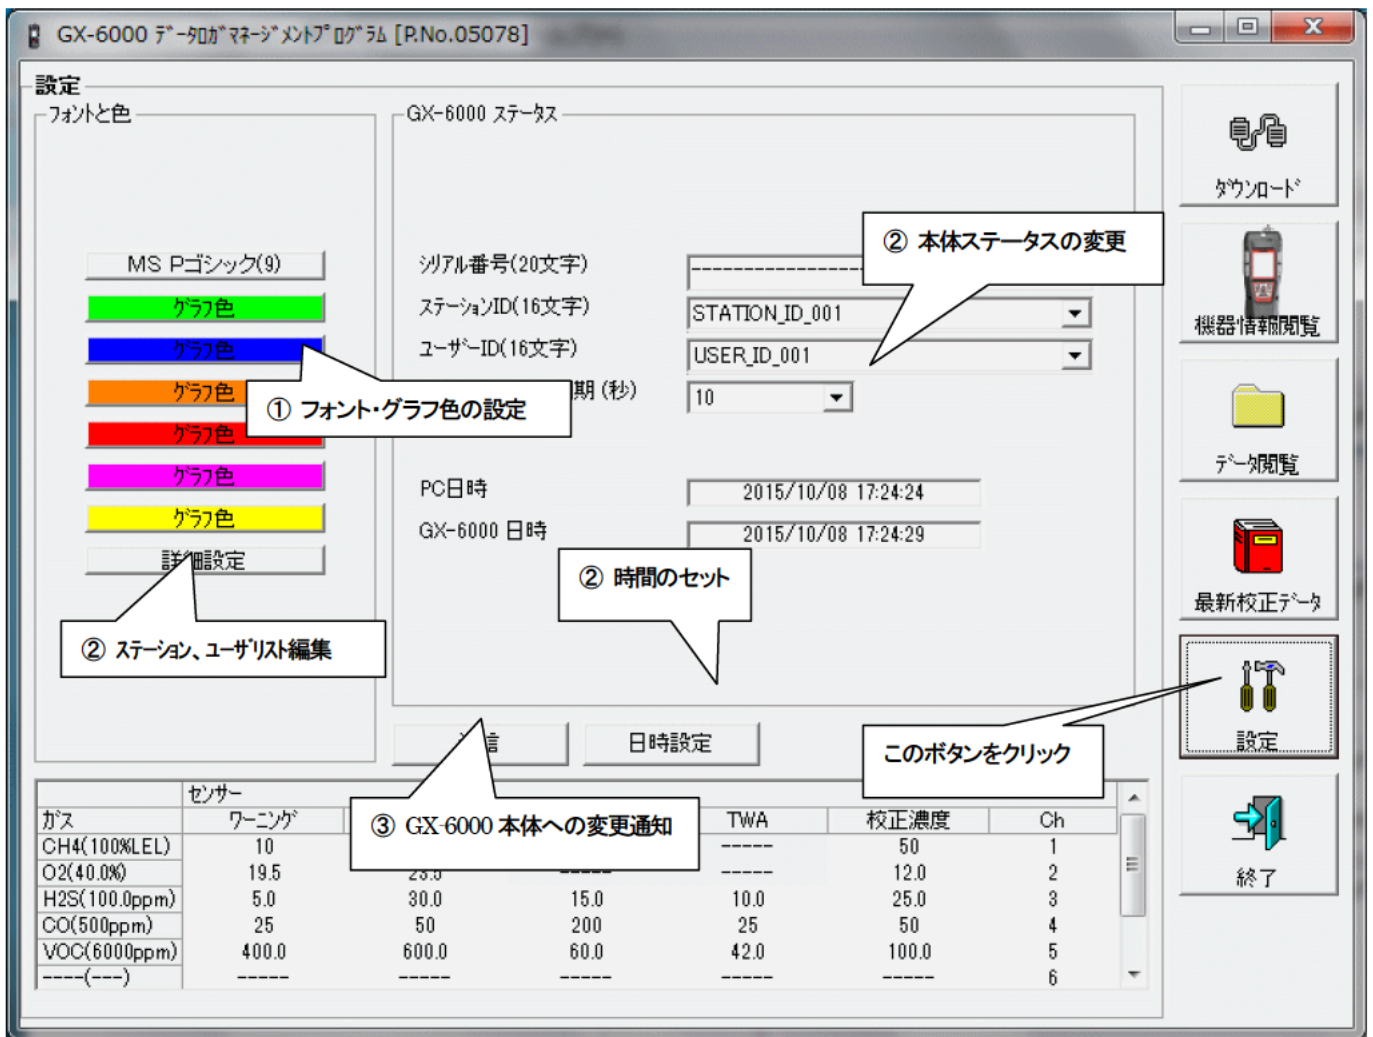 GX-6000 ﾃﾞｰﾀﾛｶﾞﾏﾈｰｼﾞﾒﾝﾄﾌﾟﾛｸﾞﾗﾑ [P.No.05078]
設定
ﾌｫﾝﾄと色
MS Pゴシック(9)
ｸﾞﾗﾌ色
ｸﾞﾗﾌ色
ｸﾞﾗﾌ色
ｸﾞﾗﾌ色
ｸﾞﾗﾌ色
ｸﾞﾗﾌ色
詳細設定
① フォント・グラフ色の設定
② ｽﾃｰｼｮﾝ、ﾕｰｻﾞﾘｽﾄ編集
GX-6000 ｽﾃｰﾀｽ
② 本体ステータスの変更
ｼﾘｱﾙ番号(20文字) --------------
ｽﾃｰｼｮﾝID(16文字) STATION_ID_001
ﾕｰｻﾞｰID(16文字) USER_ID_001
期 (秒) 10
PC日時 2015/10/08 17:24:24
GX-6000 日時 2015/10/08 17:24:29
② 時間のセット
日時設定
③ GX-6000 本体への変更通知
このボタンをクリック
ﾀﾞｳﾝﾛｰﾄﾞ
機器情報閲覧
ﾃﾞｰﾀ閲覧
最新校正ﾃﾞｰﾀ
設定
終了
センサー
ｶﾞｽ ﾜｰﾆﾝｸﾞ TWA 校正濃度 Ch
CH4(100%LEL) 10 ----- 50 1
O2(40.0%) 19.5 23.5 ----- ----- 12.0 2
H2S(100.0ppm) 5.0 30.0 15.0 10.0 25.0 3
CO(500ppm) 25 50 200 25 50 4
VOC(6000ppm) 400.0 600.0 60.0 42.0 100.0 5
----(---) ----- ----- ----- ----- ----- 6